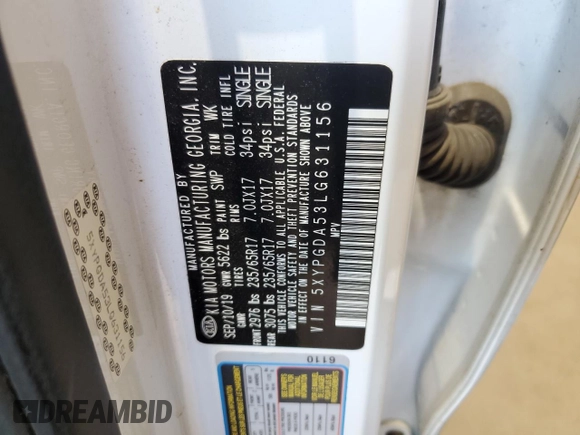 MANUFACTURED BY
KIA MOTORS MANUFACTURING GEORGIA, INC.
SEP/10/19 PAINT SWP TRIM WK
GVWR 5622 lbs
GAWR RIMS COLD TIRE INFL
FRONT 2976 lbs 235/65R17 7.0JX17 34psi SINGLE
REAR 3075 lbs 235/65R17 7.0JX17 34psi SINGLE
THIS VEHICLE CONFORMS TO ALL APPLICABLE U.S.A. FEDERAL
MOTOR VEHICLE SAFETY AND THEFT PREVENTION STANDARDS
IN EFFECT ON THE DATE OF MANUFACTURE SHOWN ABOVE
VIN 5XYPGDA53LG631156
MPV
5XYPGDA53LG631156
6110
DREAMBID